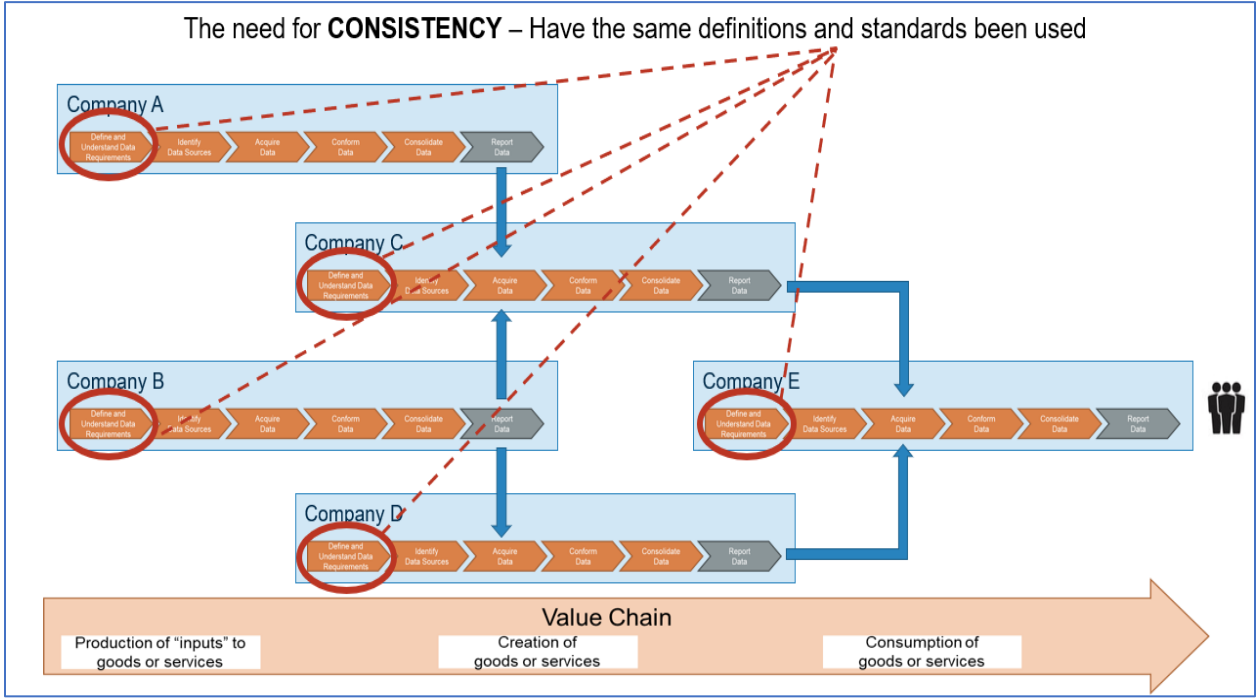 The need for CONSISTENCY – Have the same definitions and standards been used
Company A
Define and
Understand Data
Requirements
Identify
Data Sources
Acquire
Data
Conform
Data
Consolidate
Data
Report
Data
Company C
Define and
Understand Data
Requirements
Identify
Data Sources
Acquire
Data
Conform
Data
Consolidate
Data
Report
Data
Company B
Define and
Understand Data
Requirements
Identify
Data Sources
Acquire
Data
Conform
Data
Consolidate
Data
Report
Data
Company E
Define and
Understand Data
Requirements
Identify
Data Sources
Acquire
Data
Conform
Data
Consolidate
Data
Report
Data
Company D
Define and
Understand Data
Requirements
Identify
Data Sources
Acquire
Data
Conform
Data
Consolidate
Data
Report
Data
Value Chain
Production of “inputs” to
goods or services
Creation of
goods or services
Consumption of
goods or services